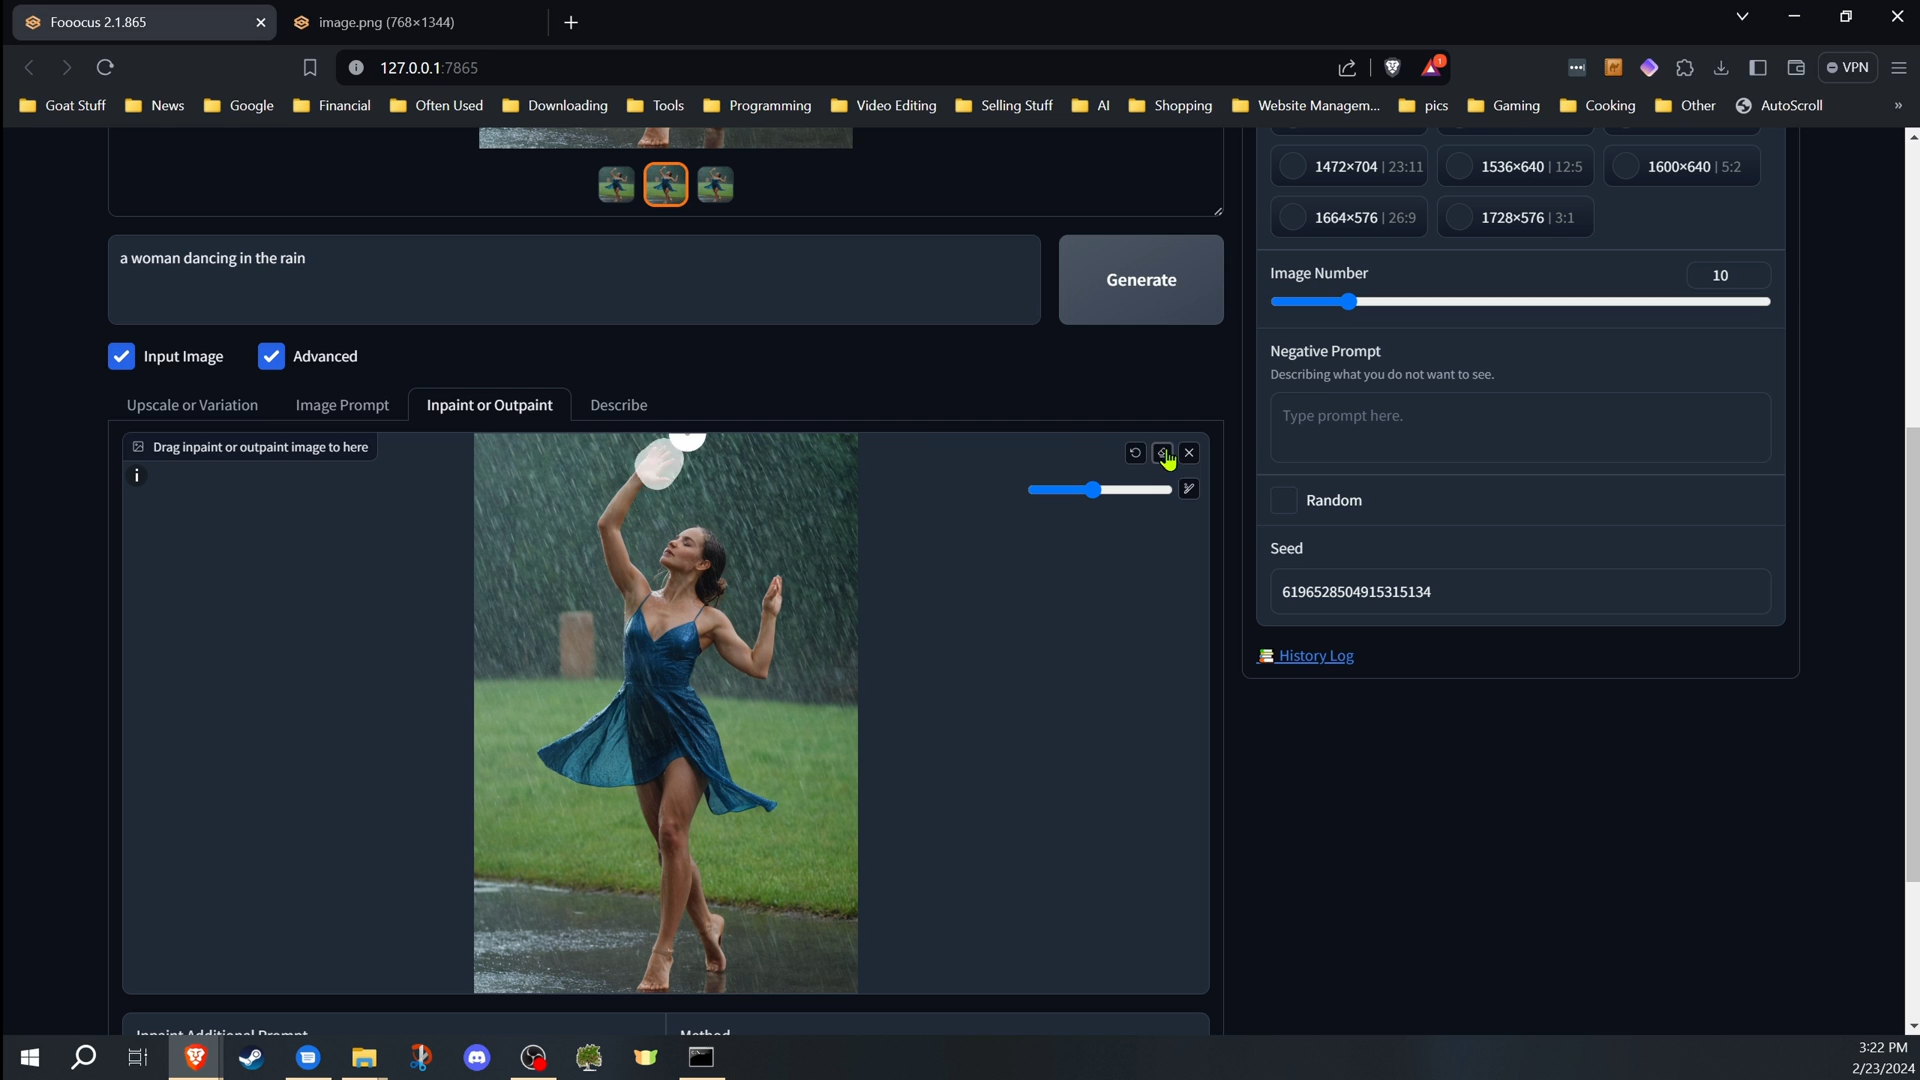 Fooocus 2.1.865
image.png (768×1344)
127.0.0.1:7865
1
VPN
Goat Stuff
News
Google
Financial
Often Used
Downloading
Tools
Programming
Video Editing
Selling Stuff
AI
Shopping
Website Managem...
pics
Gaming
Cooking
Other
AutoScroll
»
1472×704 | 23:11
1536×640 | 12:5
1600×640 | 5:2
1664×576 | 26:9
1728×576 | 3:1
a woman dancing in the rain
Generate
Image Number
10
Input Image
Advanced
Negative Prompt
Describing what you do not want to see.
Type prompt here.
Upscale or Variation
Image Prompt
Inpaint or Outpaint
Describe
Drag inpaint or outpaint image to here
Random
Seed
6196528504915315134
History Log
Inpaint Additional Prompt
Method
3:22 PM
2/23/2024